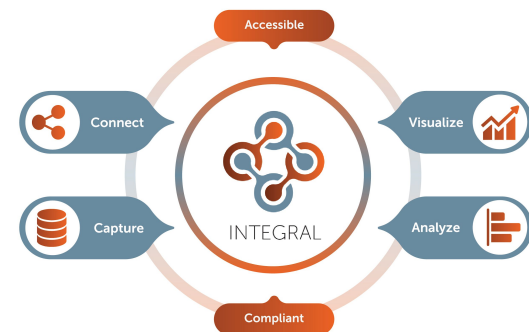 Accessible
Connect
Visualize
Capture
INTEGRAL
Analyze
Compliant